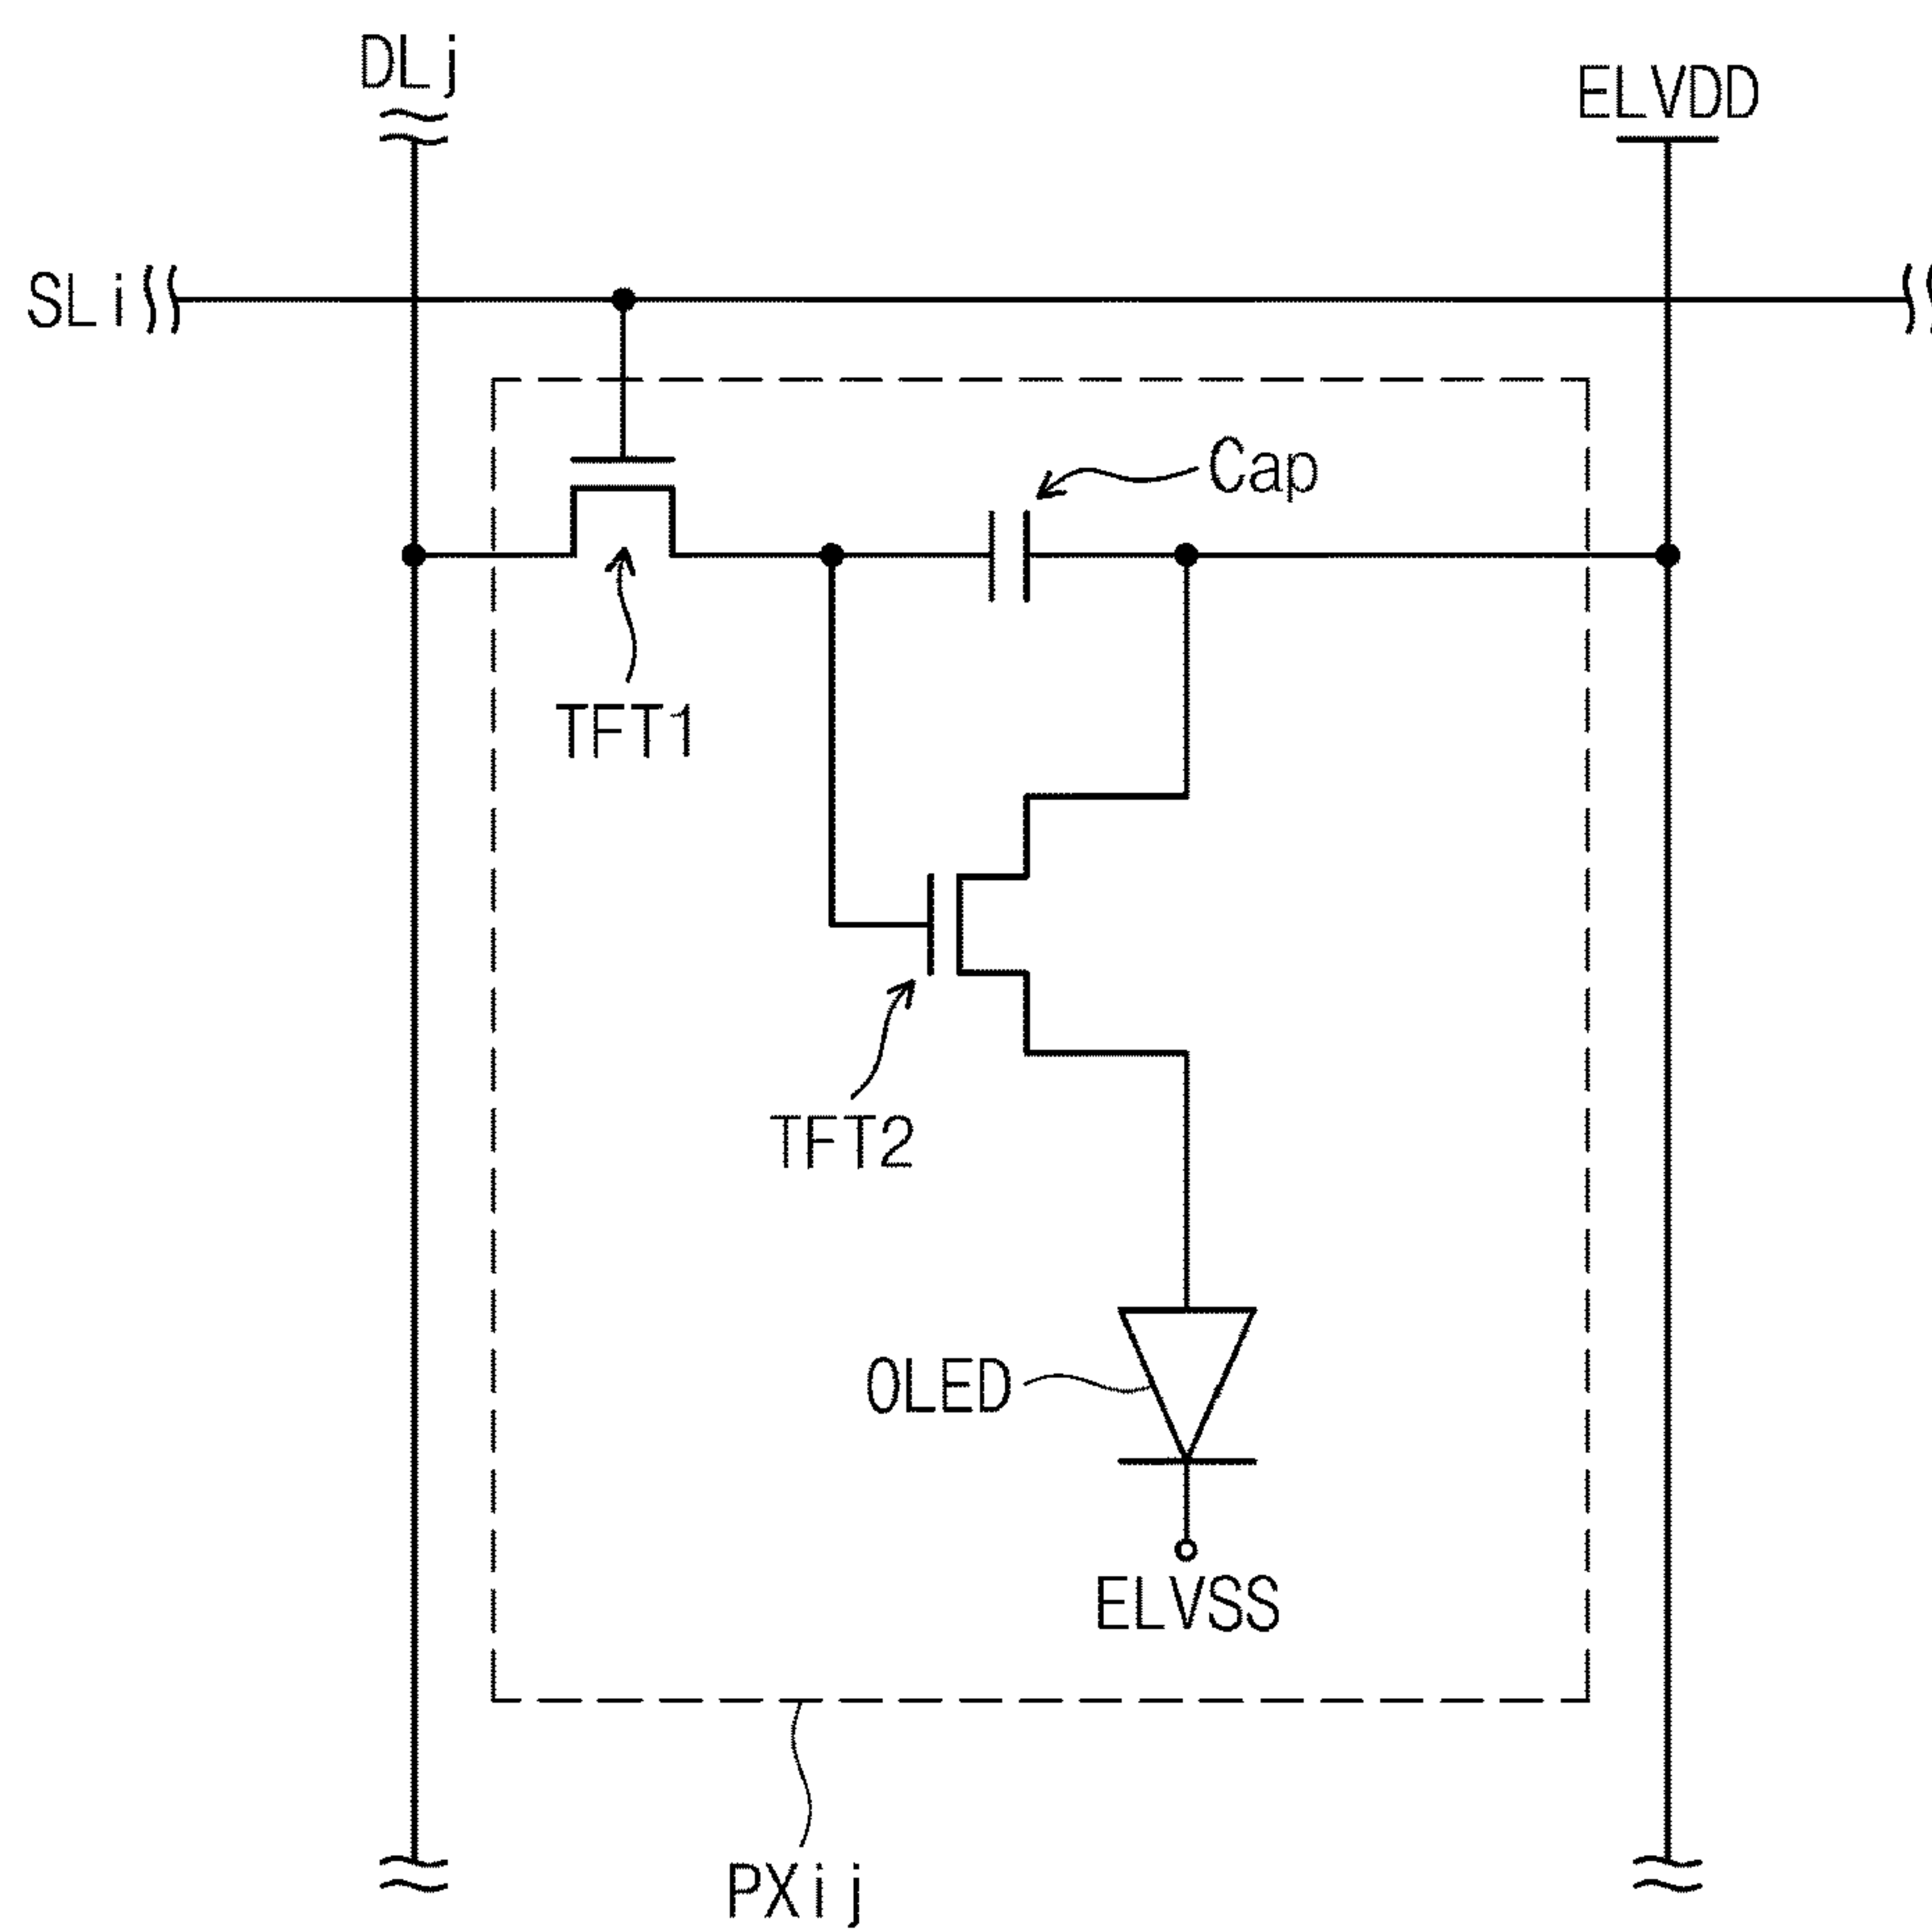 DLj
ELVDD
SLi
Cap
TFT1
TFT2
OLED
ELVSS
PXij